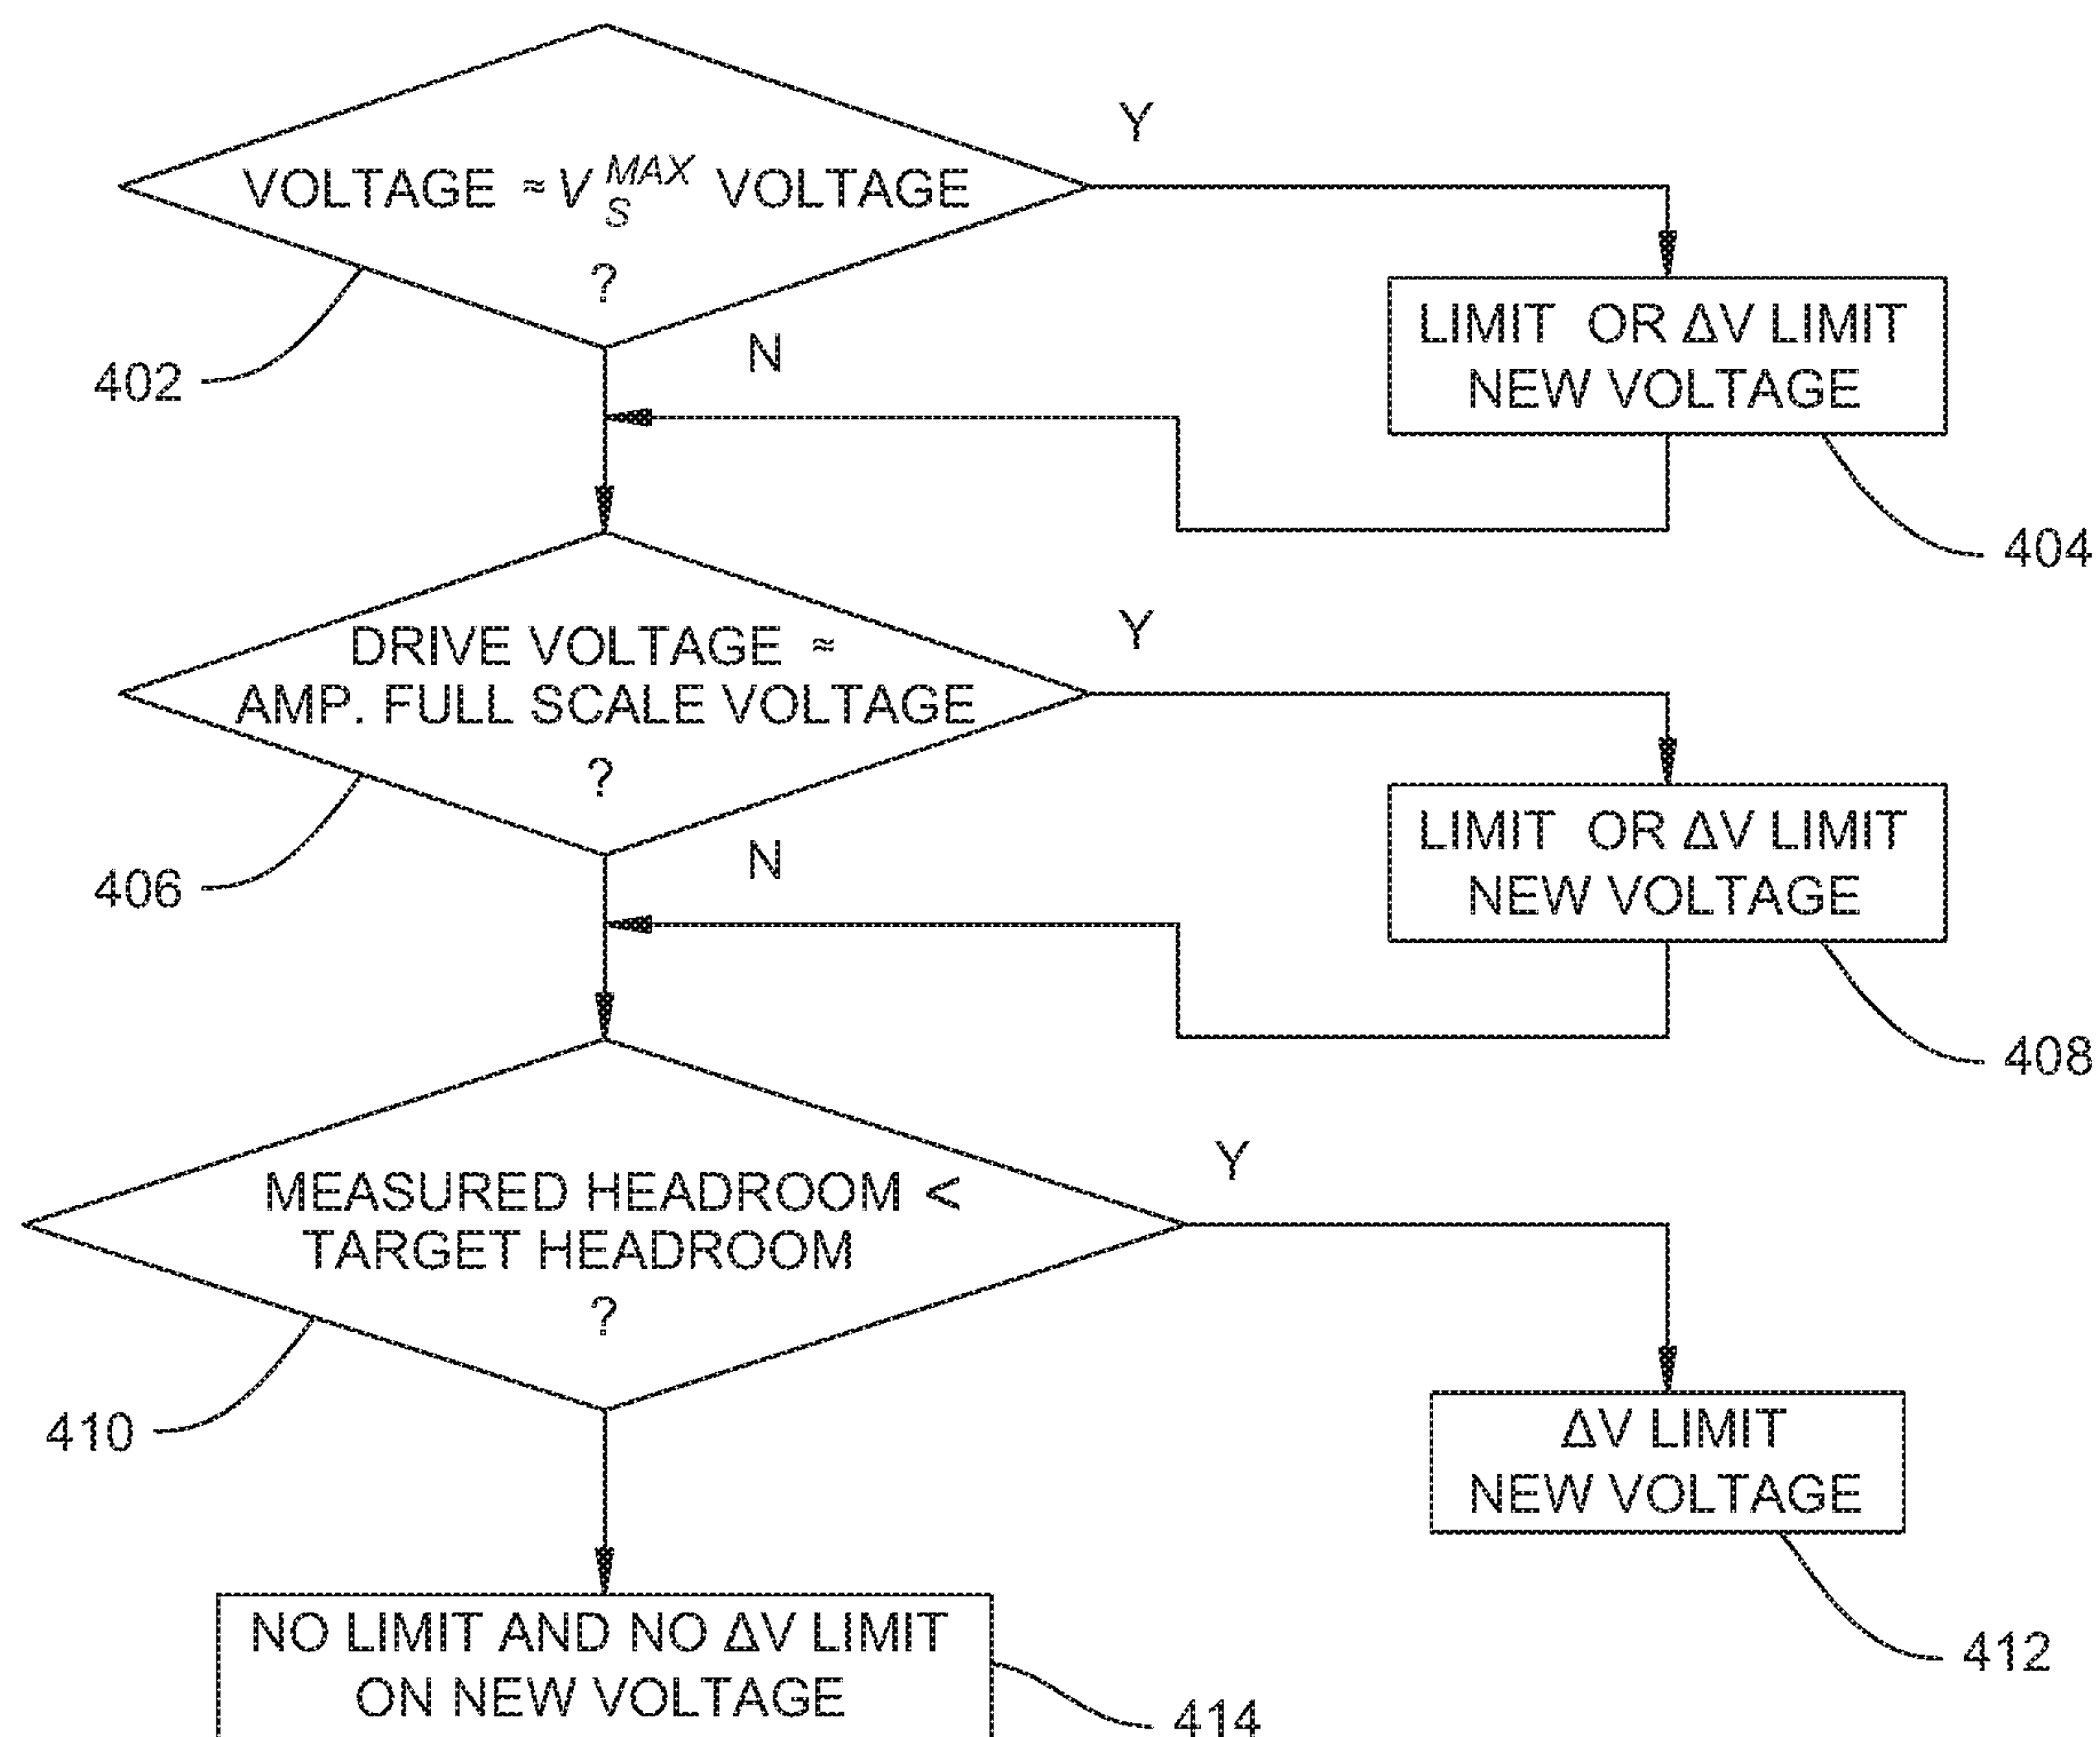 Y
VOLTAGE ≈ V_S^MAX VOLTAGE
?
402
N
LIMIT OR ΔV LIMIT
NEW VOLTAGE
404
Y
DRIVE VOLTAGE ≈
AMP. FULL SCALE VOLTAGE
?
406
N
LIMIT OR ΔV LIMIT
NEW VOLTAGE
408
Y
MEASURED HEADROOM <
TARGET HEADROOM
?
410
ΔV LIMIT
NEW VOLTAGE
412
NO LIMIT AND NO ΔV LIMIT
ON NEW VOLTAGE
414